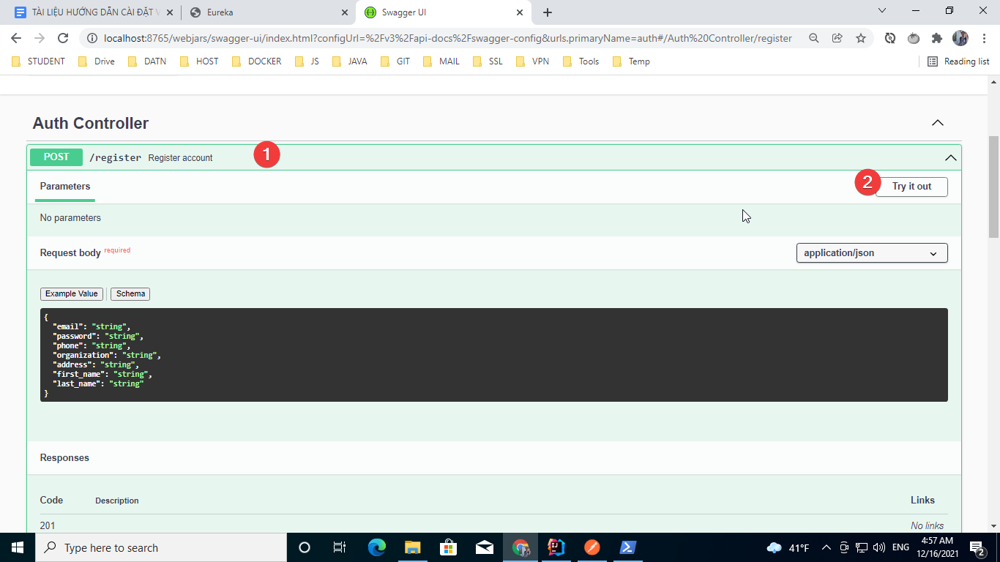 TÀI LIỆU HƯỚNG DẪN CÀI ĐẶT V
Eureka
Swagger UI
localhost:8765/webjars/swagger-ui/index.html?configUrl=%2Fv3%2Fapi-docs%2Fswagger-config&urls.primaryName=auth#/Auth%20Controller/register
STUDENT
Drive
DATN
HOST
DOCKER
JS
JAVA
GIT
MAIL
SSL
VPN
Tools
Temp
Reading list
Auth Controller
POST /register Register account 1
Parameters
2 Try it out
No parameters
Request body required
application/json
Example Value
Schema
{
"email": "string",
"password": "string",
"phone": "string",
"organization": "string",
"address": "string",
"first_name": "string",
"last_name": "string"
}
Responses
Code Description Links
201 No links
Type here to search
41°F
ENG
4:57 AM
12/16/2021
2